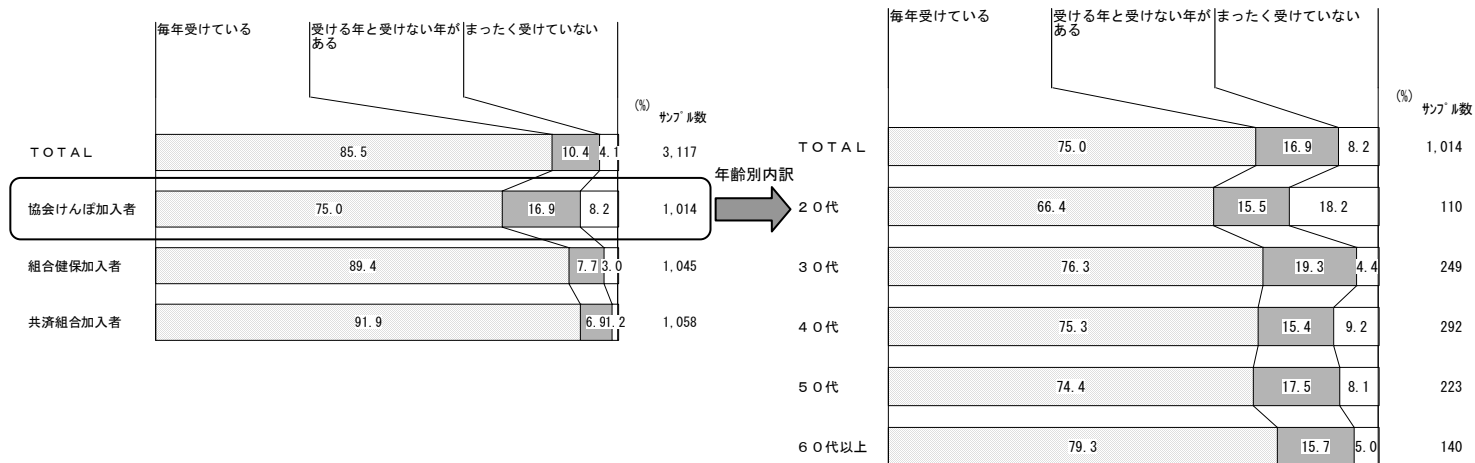 毎年受けている 受ける年と受けない年が まったく受けていない
ある
(%)
ｻﾝﾌﾟﾙ数
ＴＯＴＡＬ 85.5 10.4 4.1 3,117
協会けんぽ加入者 75.0 16.9 8.2 1,014
組合健保加入者 89.4 7.7 3.0 1,045
共済組合加入者 91.9 6.9 1.2 1,058
年齢別内訳
毎年受けている 受ける年と受けない年が まったく受けていない
ある
(%)
ｻﾝﾌﾟﾙ数
ＴＯＴＡＬ 75.0 16.9 8.2 1,014
２０代 66.4 15.5 18.2 110
３０代 76.3 19.3 4.4 249
４０代 75.3 15.4 9.2 292
５０代 74.4 17.5 8.1 223
６０代以上 79.3 15.7 5.0 140